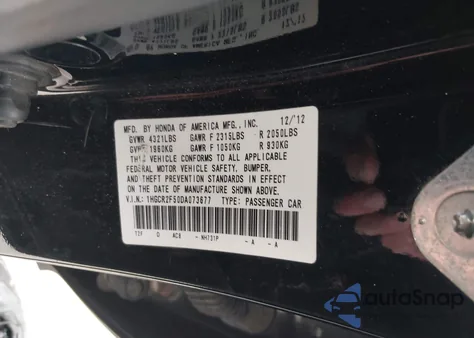 12/12
MFD. BY HONDA OF AMERICA MFG., INC.
GVWR 4321LBS GAWR F 2315LBS R 2050LBS
1960KG GAWR F 1050KG R 930KG
THIS VEHICLE CONFORMS TO ALL APPLICABLE
FEDERAL MOTOR VEHICLE SAFETY, BUMPER,
AND THEFT PREVENTION STANDARDS IN EFFECT
ON THE DATE OF MANUFACTURE SHOWN ABOVE.
V.I.N.: 1HGCR2F50DA073677 TYPE: PASSENGER CAR
NH731P - A - A
autoSnap